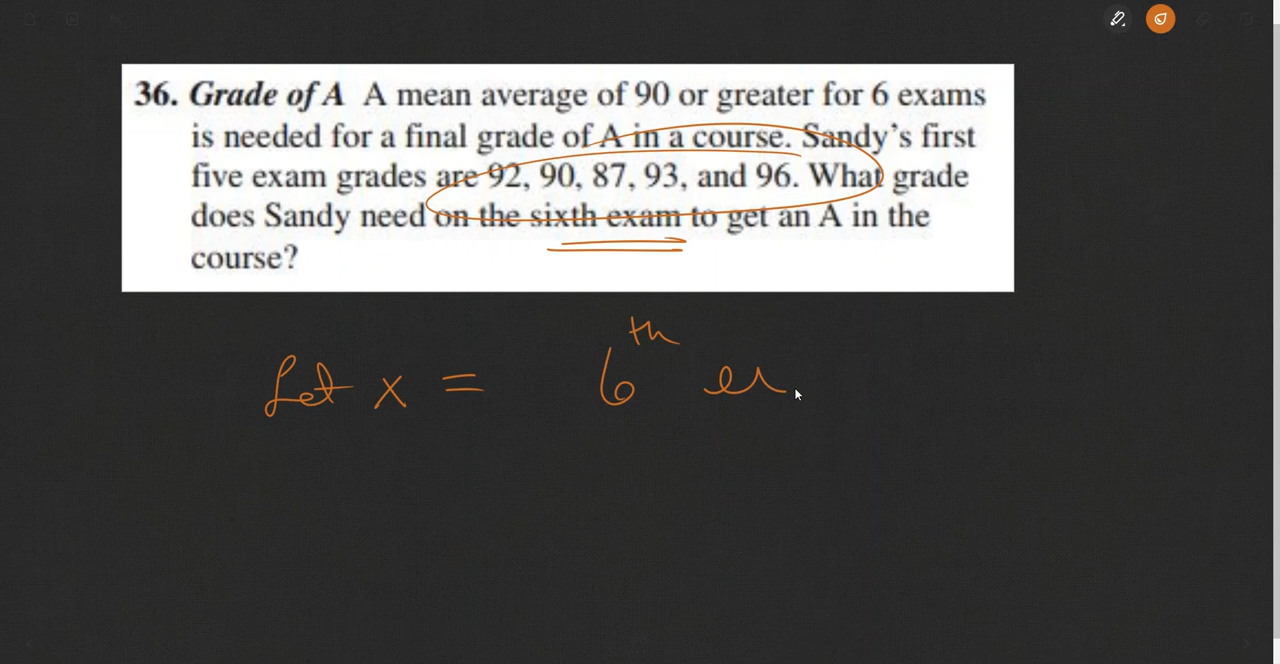 36. Grade of A A mean average of 90 or greater for 6 exams
is needed for a final grade of A in a course. Sandy's first
five exam grades are 92, 90, 87, 93, and 96. What grade
does Sandy need on the sixth exam to get an A in the
course?
Let x = 6th